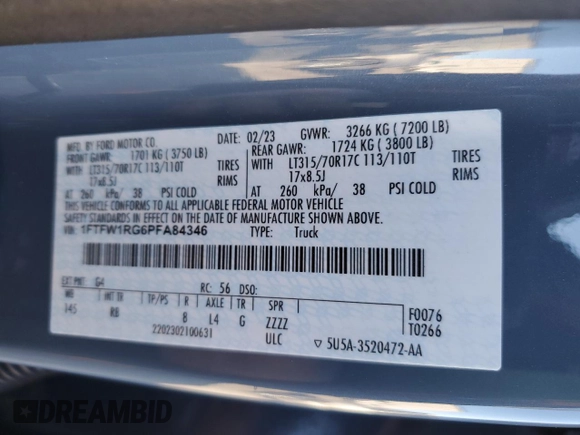 MFD. BY FORD MOTOR CO.
DATE: 02/23 GVWR: 3266 KG ( 7200 LB)
FRONT GAWR: 1701 KG ( 3750 LB) REAR GAWR: 1724 KG ( 3800 LB)
WITH LT315/70R17C 113/110T TIRES WITH LT315/70R17C 113/110T TIRES
17x8.5J RIMS 17x8.5J RIMS
AT 260 kPa/ 38 PSI COLD AT 260 kPa/ 38 PSI COLD
THIS VEHICLE CONFORMS TO ALL APPLICABLE FEDERAL MOTOR VEHICLE
SAFETY STANDARDS IN EFFECT ON THE DATE OF MANUFACTURE SHOWN ABOVE.
VIN: 1FTFW1RG6PFA84346 TYPE: Truck
EXT PNT: G4 RC: 56 DSO:
WB INT TR TP/PS R AXLE TR SPR F0076
145 8 L4 G ZZZZ T0266
2202302100631 ULC ▽ 5U5A-3520472-AA
DREAMBID